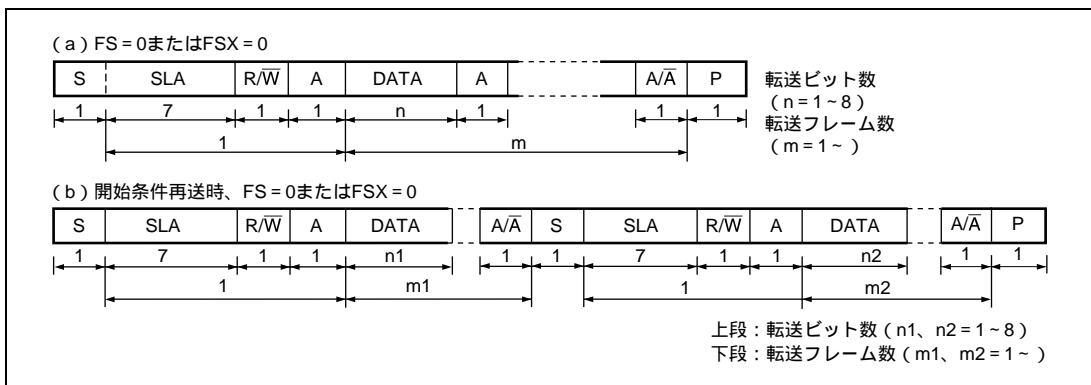 (a) FS = 0またはFSX = 0
S SLA R/W̅ A DATA A A/A̅ P
転送ビット数
(n = 1~8)
転送フレーム数
(m = 1~ )
1 7 1 1 n 1 1 1
1 m
(b) 開始条件再送時、FS = 0またはFSX = 0
S SLA R/W̅ A DATA A/A̅ S SLA R/W̅ A DATA A/A̅ P
1 7 1 1 n1 1 1 7 1 1 n2 1 1
1 m1 1 m2
上段:転送ビット数(n1、n2 = 1~8)
下段:転送フレーム数(m1、m2 = 1~ )